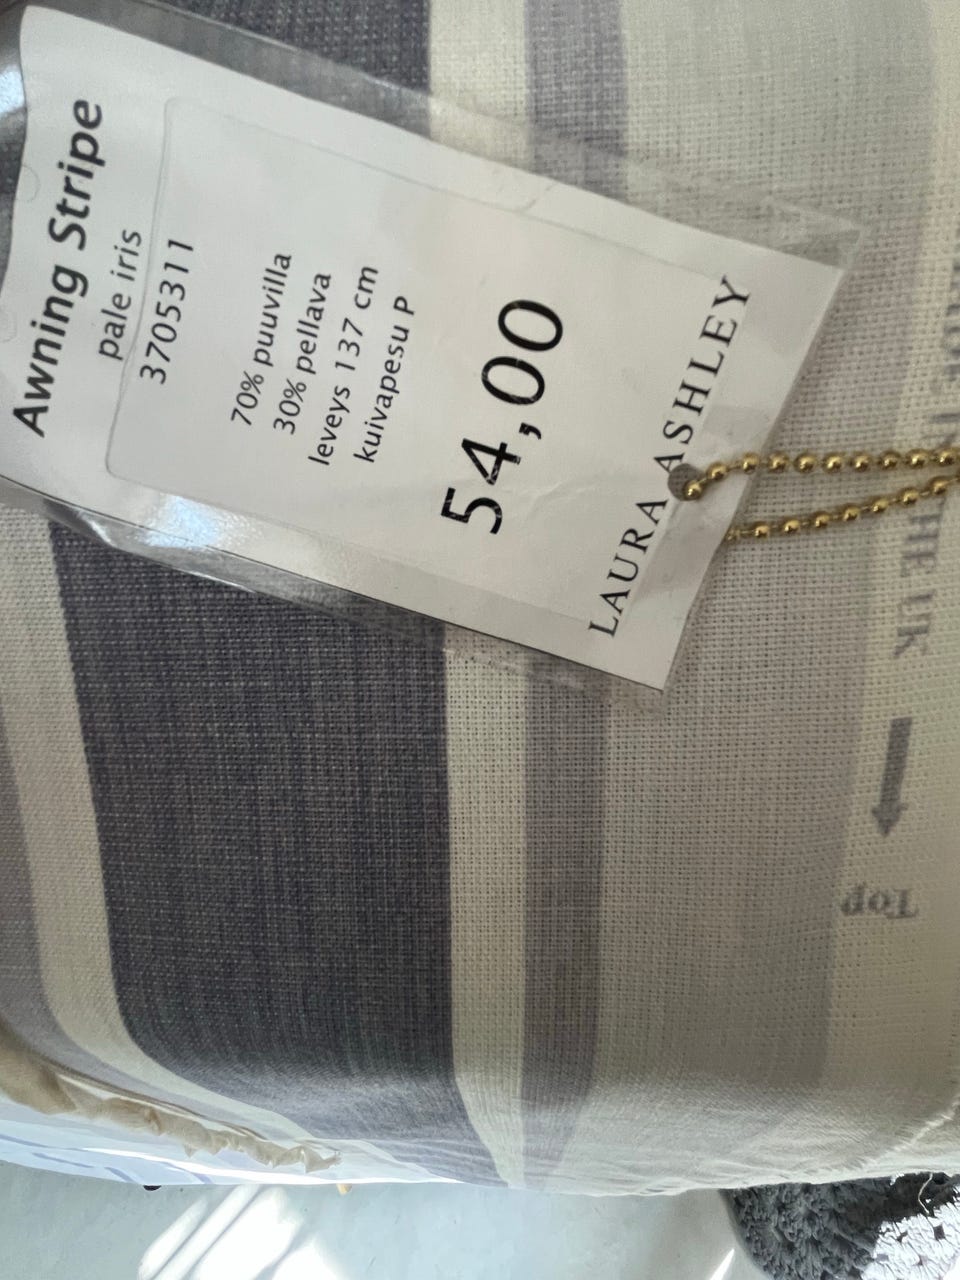 Awning Stripe
pale iris
3705311
70% puuvilla
30% pellava
leveys 137 cm
kuivapesu P
54,00
LAURA ASHLEY
THE UK
Top